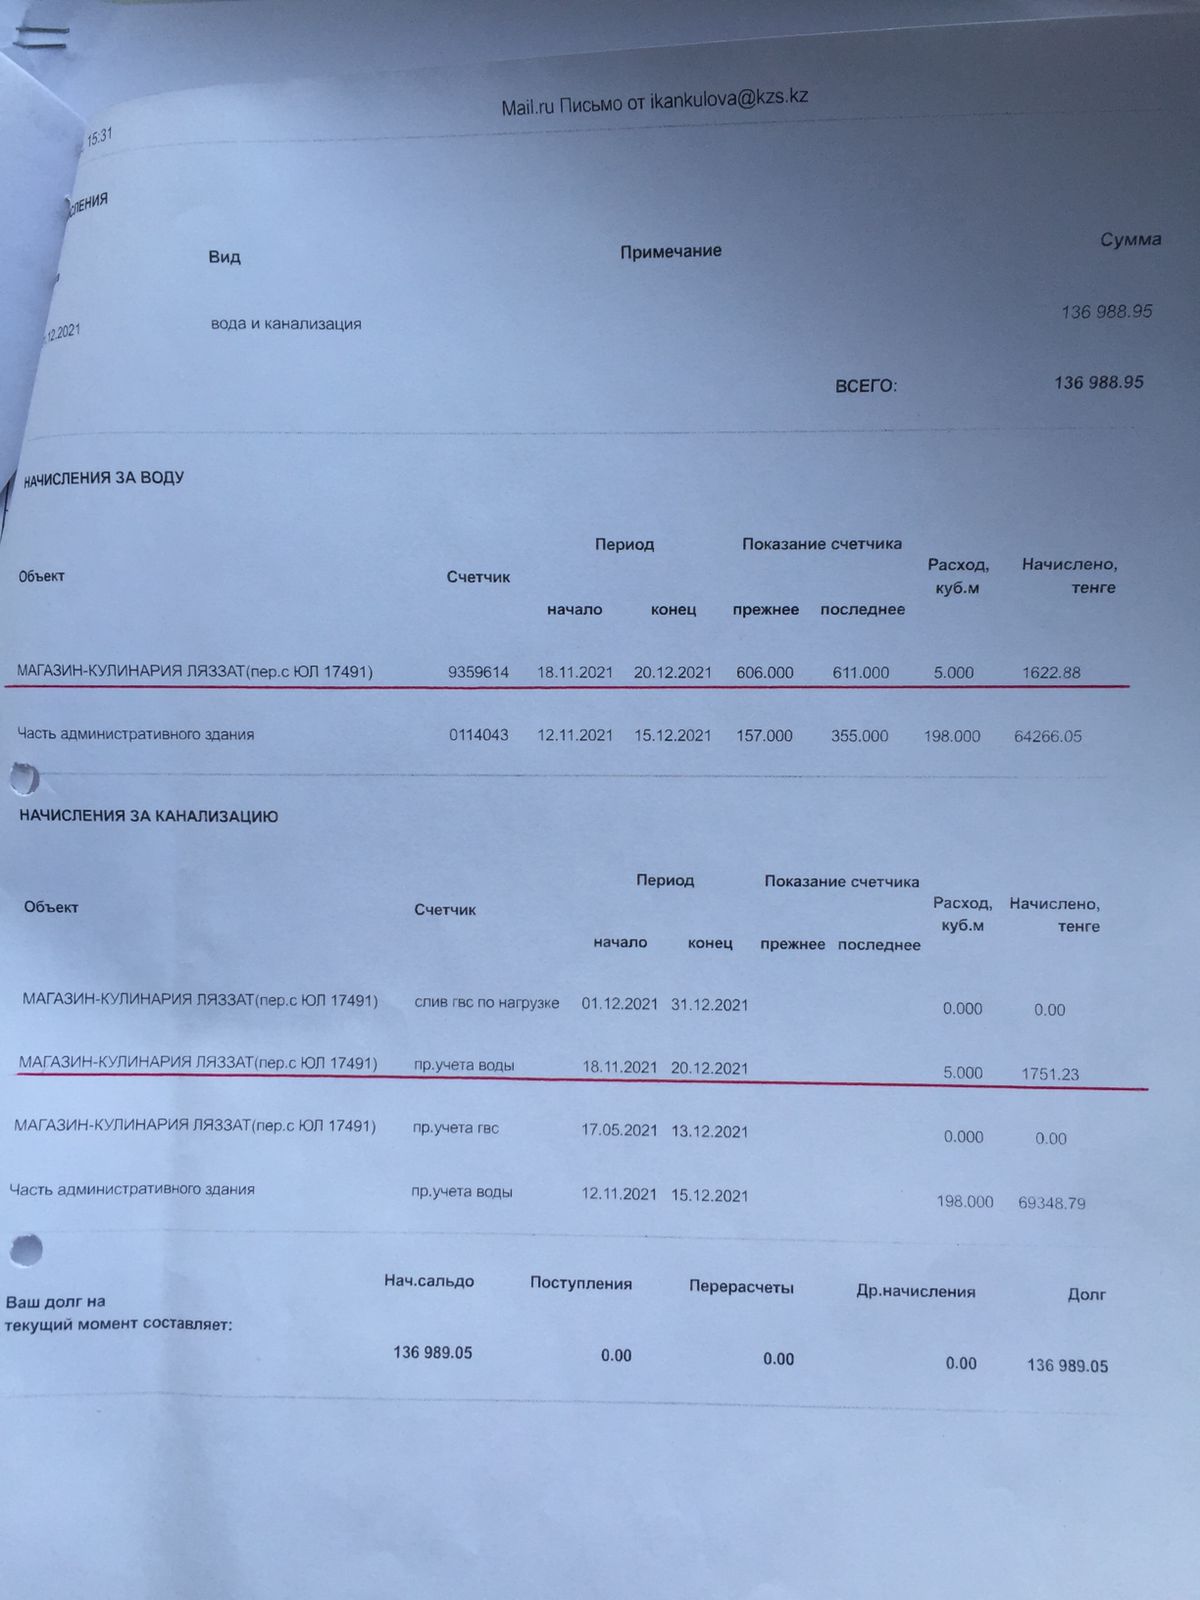 Mail.ru Письмо от ikankulova@kzs.kz
15:31
Вид Примечание Сумма
12.2021 вода и канализация 136 988.95
ВСЕГО: 136 988.95
НАЧИСЛЕНИЯ ЗА ВОДУ
Период Показание счетчика
Объект Счетчик Расход, Начислено,
куб.м тенге
начало конец прежнее последнее
МАГАЗИН-КУЛИНАРИЯ ЛЯЗЗАТ(пер.с ЮЛ 17491) 9359614 18.11.2021 20.12.2021 606.000 611.000 5.000 1622.88
Часть административного здания 0114043 12.11.2021 15.12.2021 157.000 355.000 198.000 64266.05
НАЧИСЛЕНИЯ ЗА КАНАЛИЗАЦИЮ
Период Показание счетчика
Объект Счетчик Расход, Начислено,
куб.м тенге
начало конец прежнее последнее
МАГАЗИН-КУЛИНАРИЯ ЛЯЗЗАТ(пер.с ЮЛ 17491) слив гвс по нагрузке 01.12.2021 31.12.2021 0.000 0.00
МАГАЗИН-КУЛИНАРИЯ ЛЯЗЗАТ(пер.с ЮЛ 17491) пр.учета воды 18.11.2021 20.12.2021 5.000 1751.23
МАГАЗИН-КУЛИНАРИЯ ЛЯЗЗАТ(пер.с ЮЛ 17491) пр.учета гвс 17.05.2021 13.12.2021 0.000 0.00
Часть административного здания пр.учета воды 12.11.2021 15.12.2021 198.000 69348.79
Нач.сальдо Поступления Перерасчеты Др.начисления Долг
Ваш долг на
текущий момент составляет:
136 989.05 0.00 0.00 0.00 136 989.05